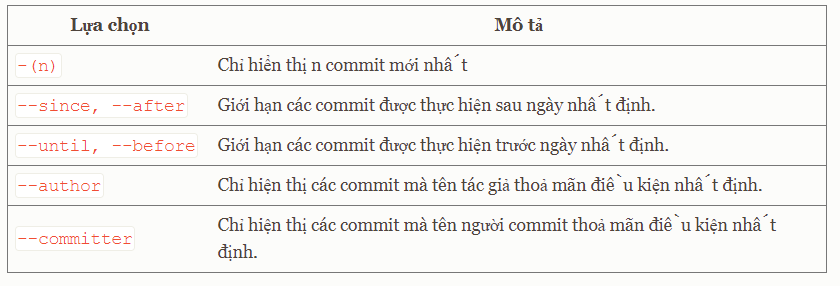 Lựa chọn Mô tả
-(n) Chỉ hiển thị n commit mới nhất
--since, --after Giới hạn các commit được thực hiện sau ngày nhất định.
--until, --before Giới hạn các commit được thực hiện trước ngày nhất định.
--author Chỉ hiện thị các commit mà tên tác giả thoả mãn điều kiện nhất định.
--committer Chỉ hiện thị các commit mà tên người commit thoả mãn điều kiện nhất
định.